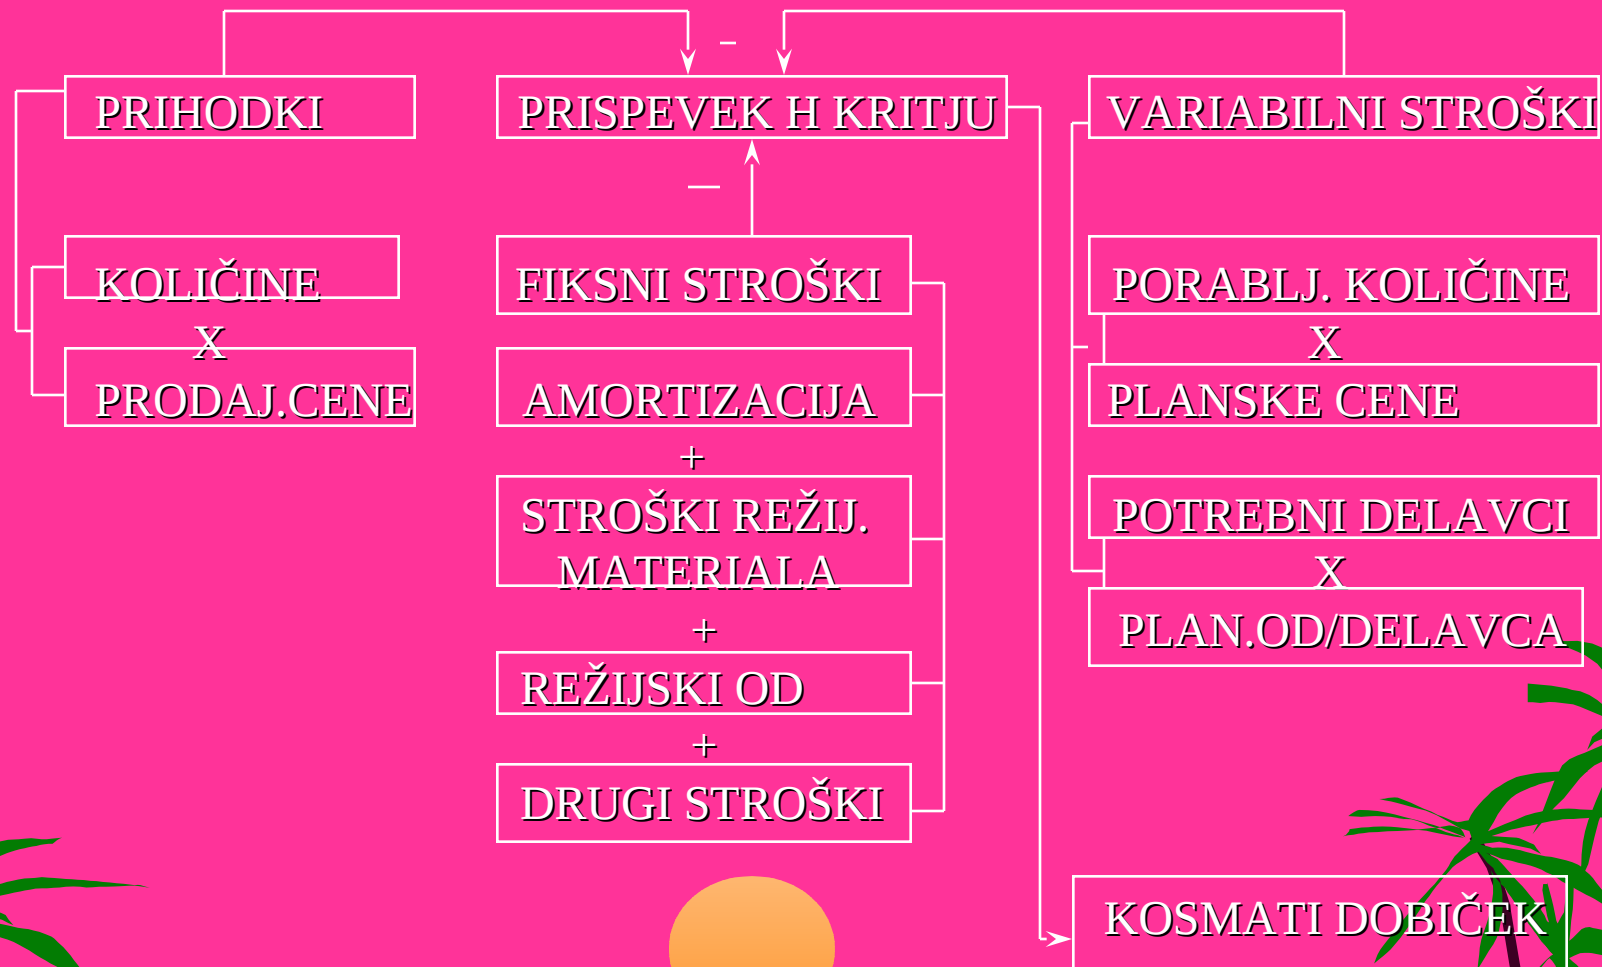 PRIHODKI
PRISPEVEK H KRITJU
VARIABILNI STROŠKI
KOLIČINE
X
PRODAJ.CENE
FIKSNI STROŠKI
AMORTIZACIJA
+
STROŠKI REŽIJ.
MATERIALA
+
REŽIJSKI OD
+
DRUGI STROŠKI
PORABLJ. KOLIČINE
X
PLANSKE CENE
POTREBNI DELAVCI
X
PLAN.OD/DELAVCA
KOSMATI DOBIČEK